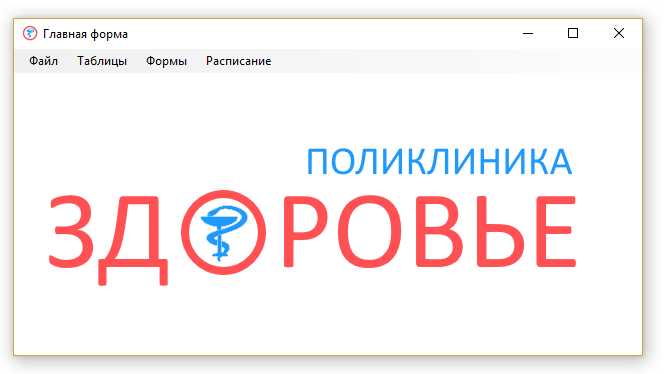 Главная форма
Файл Таблицы Формы Расписание
ПОЛИКЛИНИКА
ЗДОРОВЬЕ